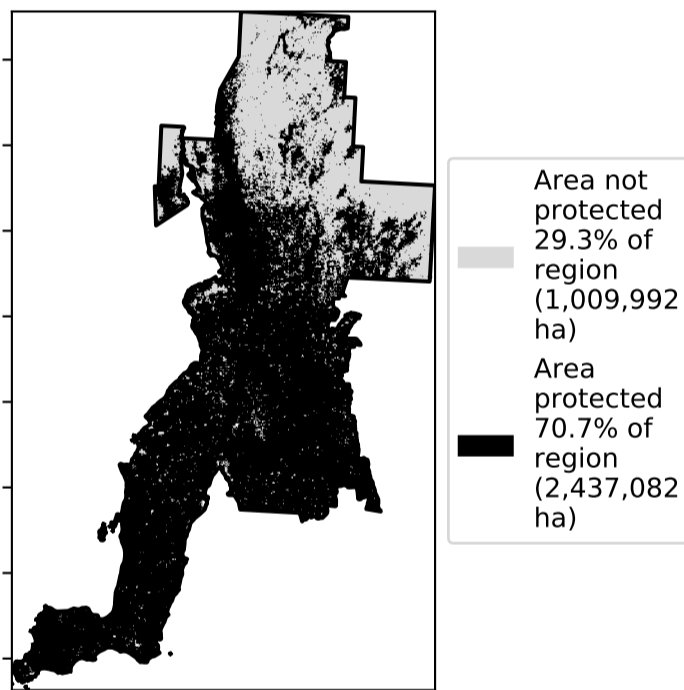 Area not
protected
29.3% of
region
(1,009,992
ha)
Area
protected
70.7% of
region
(2,437,082
ha)